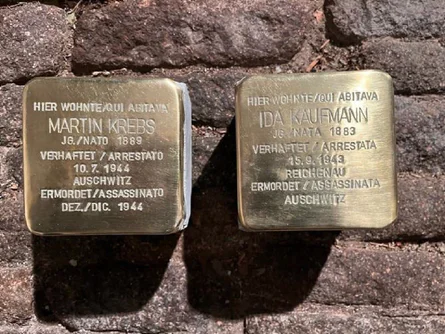 HIER WOHNTE/QUI ABITAVA
MARTIN KREBS
JG./NATO 1889
VERHAFTET / ARRESTATO
10.7. 1944
AUSCHWITZ
ERMORDET/ASSASSINATO
DEZ./DIC. 1944
HIER WOHNTE/QUI ABITAVA
IDA KAUFMANN
JG/NATA 1883
VERHAFTET / ARRESTATA
15.9.1943
REICHENAU
ERMORDET/ASSASSINATA
AUSCHWITZ